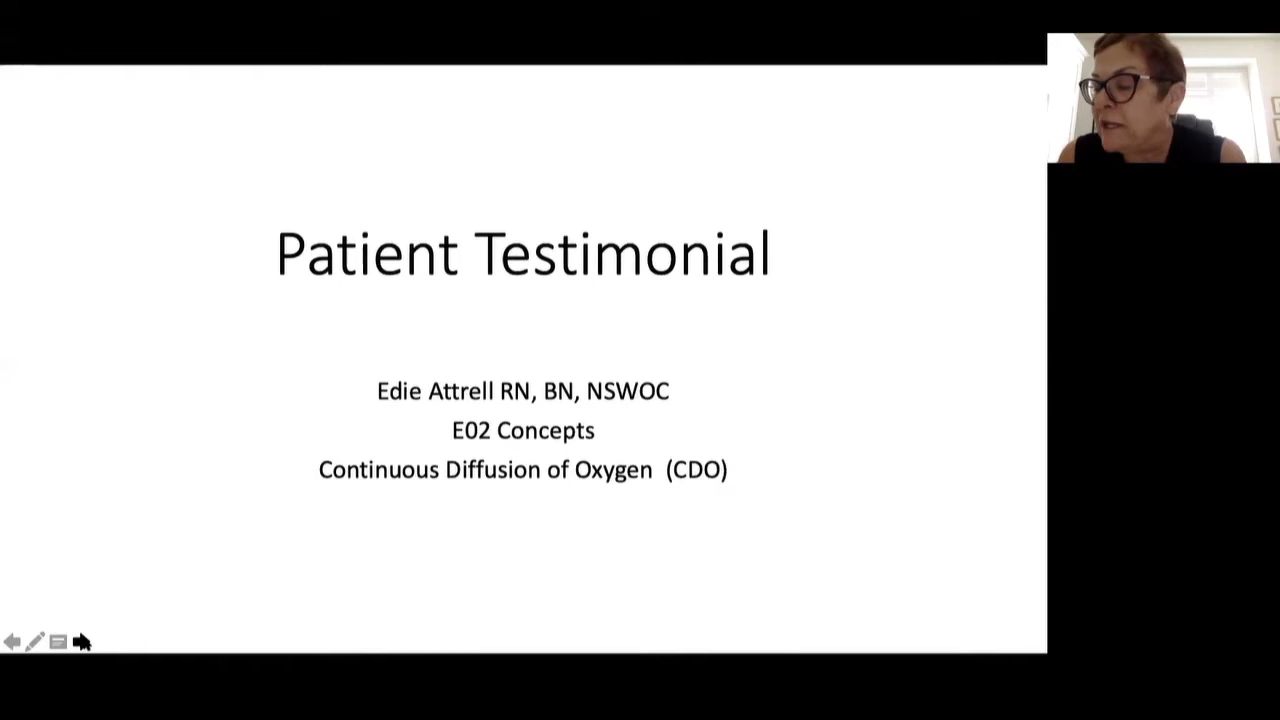 Patient Testimonial
Edie Attrell RN, BN, NSWOC
E02 Concepts
Continuous Diffusion of Oxygen (CDO)